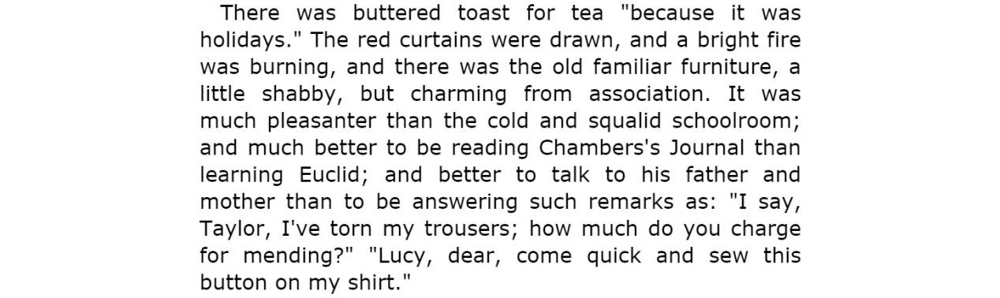 There was buttered toast for tea "because it was
holidays." The red curtains were drawn, and a bright fire
was burning, and there was the old familiar furniture, a
little shabby, but charming from association. It was
much pleasanter than the cold and squalid schoolroom;
and much better to be reading Chambers's Journal than
learning Euclid; and better to talk to his father and
mother than to be answering such remarks as: "I say,
Taylor, I've torn my trousers; how much do you charge
for mending?" "Lucy, dear, come quick and sew this
button on my shirt."